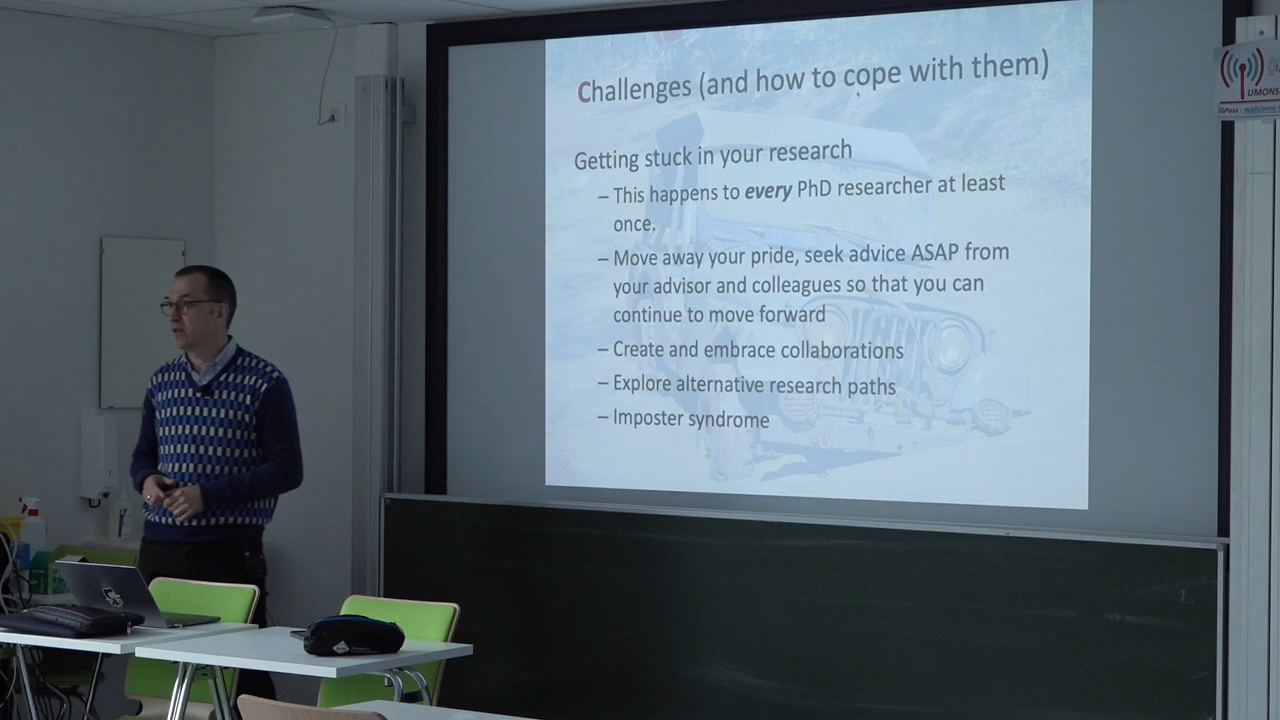 Challenges (and how to cope with them)
Getting stuck in your research
– This happens to every PhD researcher at least
once.
– Move away your pride, seek advice ASAP from
your advisor and colleagues so that you can
continue to move forward
– Create and embrace collaborations
– Explore alternative research paths
– Imposter syndrome
UMONS